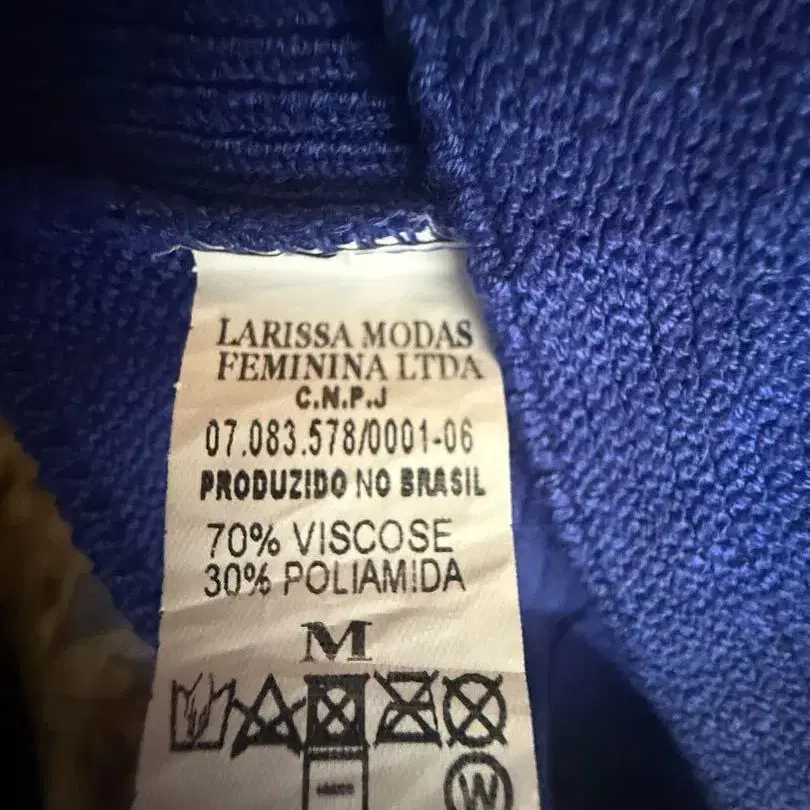 LARISSA MODAS
FEMININA LTDA
C.N.P.J
07.083.578/0001-06
PRODUZIDO NO BRASIL
70% VISCOSE
30% POLIAMIDA
M
W